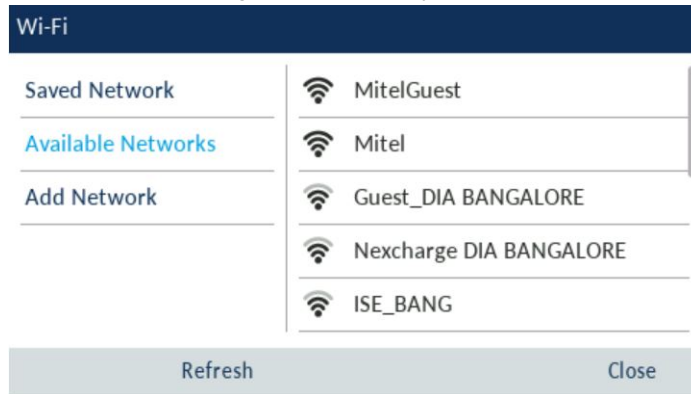 Wi-Fi
Saved Network
Available Networks
Add Network
MitelGuest
Mitel
Guest_DIA BANGALORE
Nexcharge DIA BANGALORE
ISE_BANG
Refresh
Close